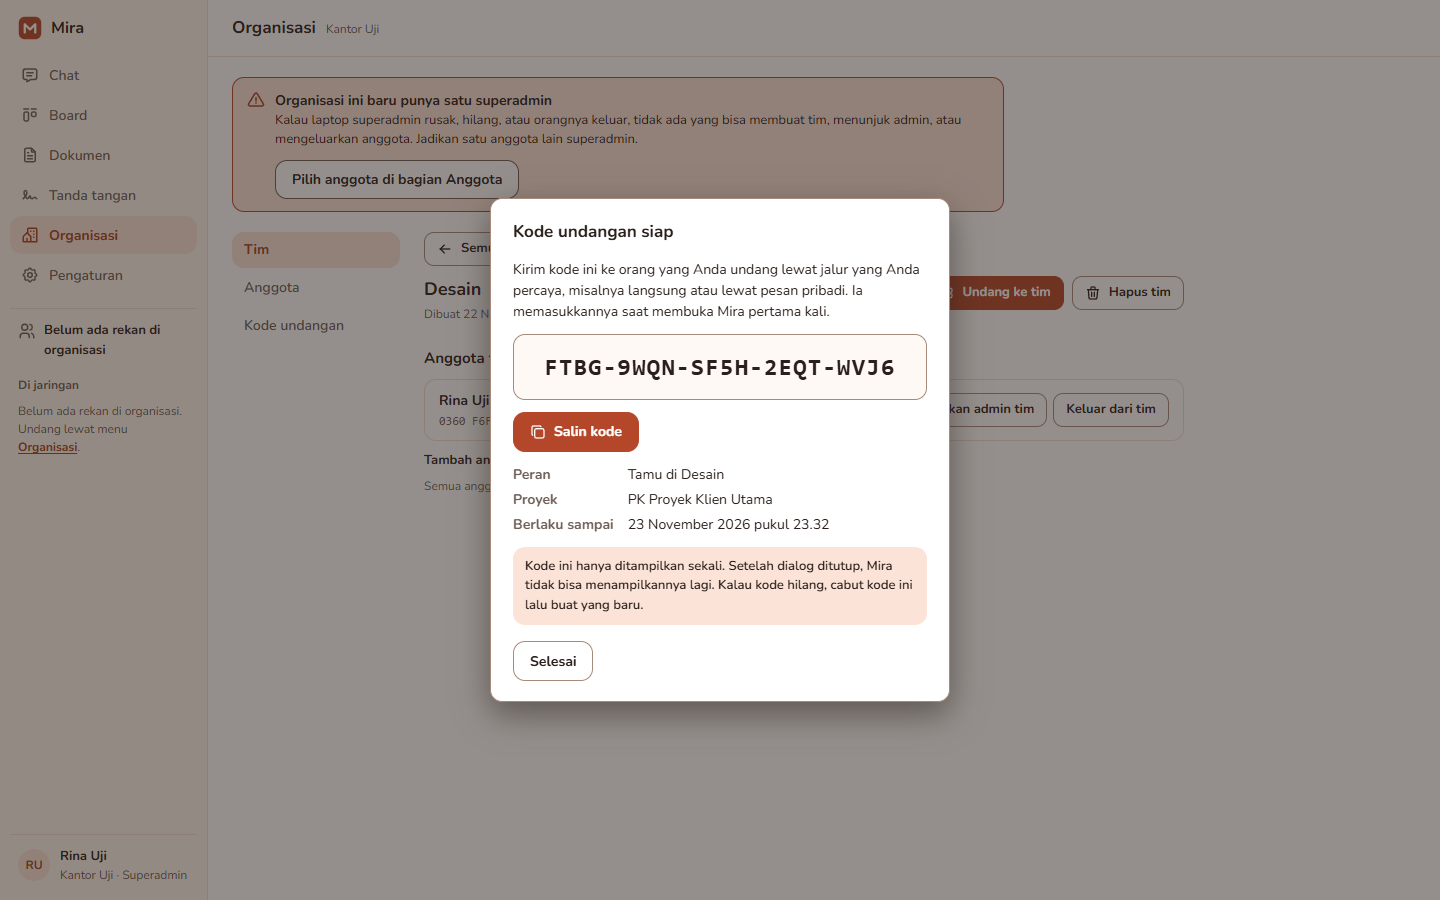 Mira
Chat
Board
Dokumen
Tanda tangan
Organisasi
Pengaturan
Belum ada rekan di
organisasi
Di jaringan
Belum ada rekan di organisasi.
Undang lewat menu
Organisasi.
RU
Rina Uji
Kantor Uji · Superadmin
Organisasi Kantor Uji
Organisasi ini baru punya satu superadmin
Kalau laptop superadmin rusak, hilang, atau orangnya keluar, tidak ada yang bisa membuat tim, menunjuk admin, atau
mengeluarkan anggota. Jadikan satu anggota lain superadmin.
Pilih anggota di bagian Anggota
Tim
Anggota
Kode undangan
Desain
Dibuat 22
Undang ke tim
Hapus tim
Anggota
Rina Uji
0360
admin tim
Keluar dari tim
Tambah
Semua
Kode undangan siap
Kirim kode ini ke orang yang Anda undang lewat jalur yang Anda
percaya, misalnya langsung atau lewat pesan pribadi. Ia
memasukkannya saat membuka Mira pertama kali.
FTBG-9WQN-SF5H-2EQT-WVJ6
Salin kode
Peran Tamu di Desain
Proyek PK Proyek Klien Utama
Berlaku sampai 23 November 2026 pukul 23.32
Kode ini hanya ditampilkan sekali. Setelah dialog ditutup, Mira
tidak bisa menampilkannya lagi. Kalau kode hilang, cabut kode ini
lalu buat yang baru.
Selesai